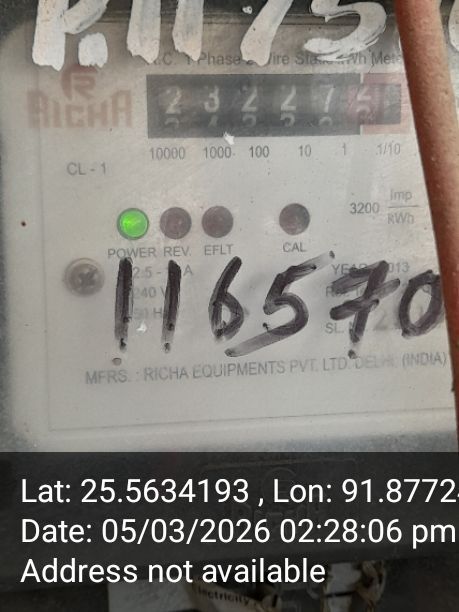 A.C. 1 Phase 2 Wire Static kWh Meter
RICHA
2 3 2 2 7 2
10000 1000 100 10 1 1/10
CL - 1
3200 Imp/kWh
POWER REV. EFLT CAL
240 V
116570
MFRS. : RICHA EQUIPMENTS PVT. LTD. DELHI. (INDIA)
Lat: 25.5634193 , Lon: 91.8772
Date: 05/03/2026 02:28:06 pm
Address not available